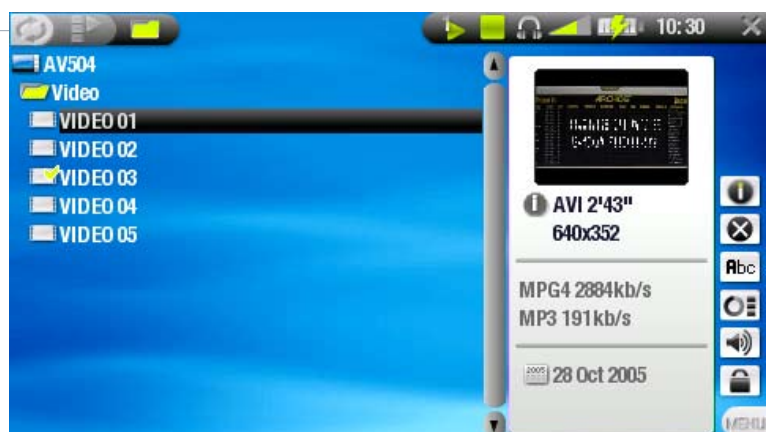 10:30
AV504
Video
VIDEO 01
VIDEO 02
VIDEO 03
VIDEO 04
VIDEO 05
AVI 2'43"
640x352
MPG4 2884kb/s
MP3 191kb/s
2005
28 Oct 2005
Abc
MENU